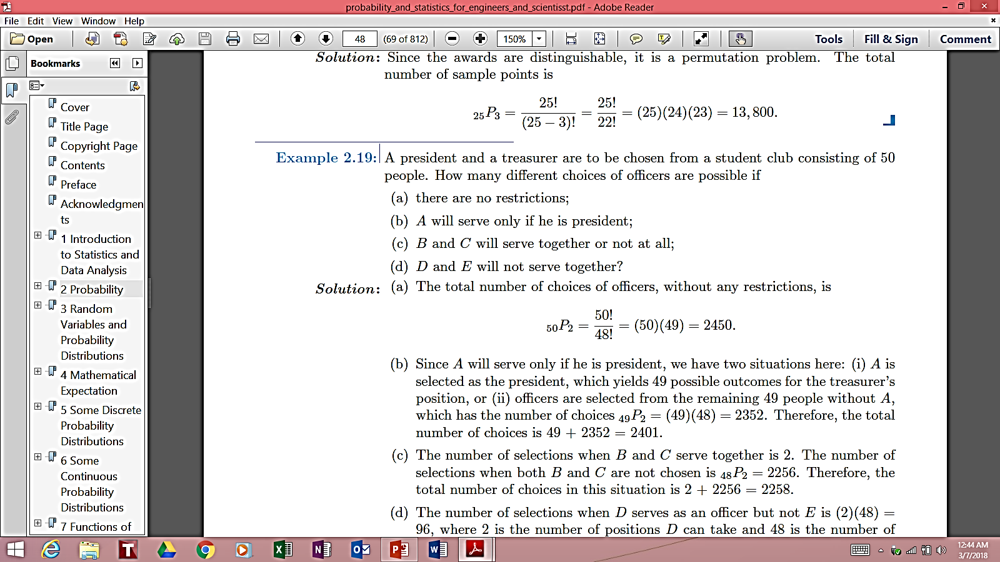 probability_and_statistics_for_engineers_and_scientisst.pdf - Adobe Reader
File Edit View Window Help
Open 48 (69 of 812) 150% Tools Fill & Sign Comment
Bookmarks
Cover
Title Page
Copyright Page
Contents
Preface
Acknowledgmen
ts
1 Introduction
to Statistics and
Data Analysis
2 Probability
3 Random
Variables and
Probability
Distributions
4 Mathematical
Expectation
5 Some Discrete
Probability
Distributions
6 Some
Continuous
Probability
Distributions
7 Functions of
Solution: Since the awards are distinguishable, it is a permutation problem. The total
number of sample points is
₂₅P₃ = 25!/(25 − 3)! = 25!/22! = (25)(24)(23) = 13,800.
Example 2.19: A president and a treasurer are to be chosen from a student club consisting of 50
people. How many different choices of officers are possible if
(a) there are no restrictions;
(b) A will serve only if he is president;
(c) B and C will serve together or not at all;
(d) D and E will not serve together?
Solution: (a) The total number of choices of officers, without any restrictions, is
₅₀P₂ = 50!/48! = (50)(49) = 2450.
(b) Since A will serve only if he is president, we have two situations here: (i) A is
selected as the president, which yields 49 possible outcomes for the treasurer's
position, or (ii) officers are selected from the remaining 49 people without A,
which has the number of choices ₄₉P₂ = (49)(48) = 2352. Therefore, the total
number of choices is 49 + 2352 = 2401.
(c) The number of selections when B and C serve together is 2. The number of
selections when both B and C are not chosen is ₄₈P₂ = 2256. Therefore, the
total number of choices in this situation is 2 + 2256 = 2258.
(d) The number of selections when D serves as an officer but not E is (2)(48) =
96, where 2 is the number of positions D can take and 48 is the number of
12:44 AM
3/7/2018